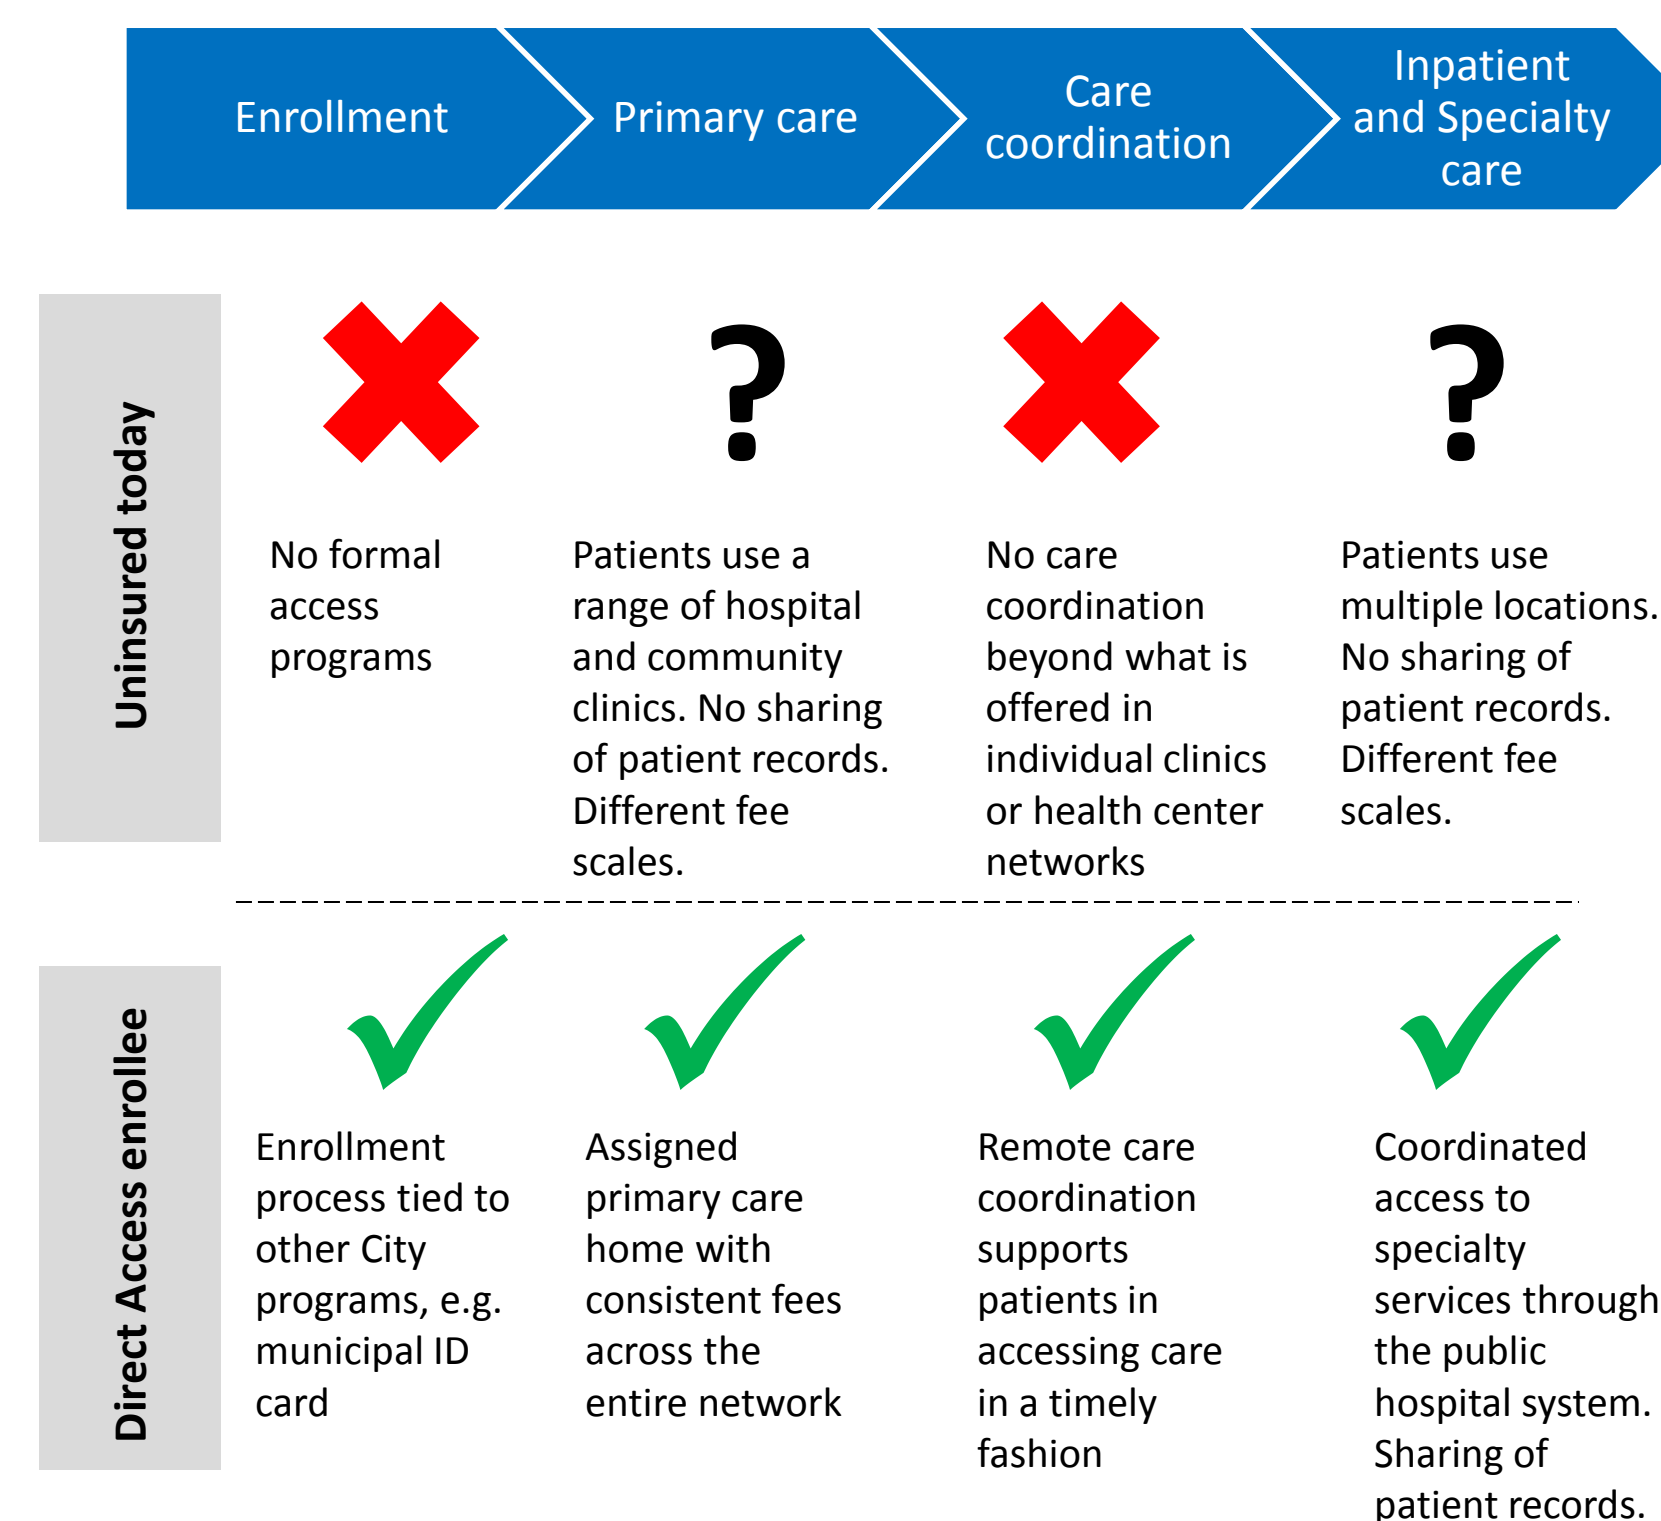 Enrollment
Primary care
Care
coordination
Inpatient
and Specialty
care
Uninsured today
?
?
No formal
access
programs
Patients use a
range of hospital
and community
clinics. No sharing
of patient records.
Different fee
scales.
No care
coordination
beyond what is
offered in
individual clinics
or health center
networks
Patients use
multiple locations.
No sharing of
patient records.
Different fee
scales.
Direct Access enrollee
Enrollment
process tied to
other City
programs, e.g.
municipal ID
card
Assigned
primary care
home with
consistent fees
across the
entire network
Remote care
coordination
supports
patients in
accessing care
in a timely
fashion
Coordinated
access to
specialty
services through
the public
hospital system.
Sharing of
patient records.